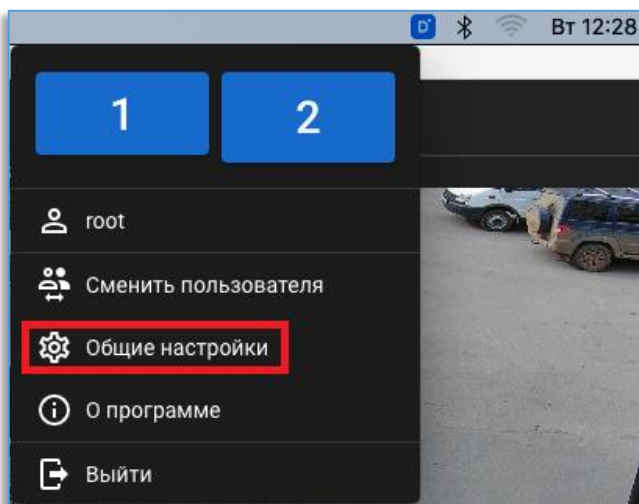 D Вт 12:28
1 2
root
Сменить пользователя
Общие настройки
О программе
Выйти